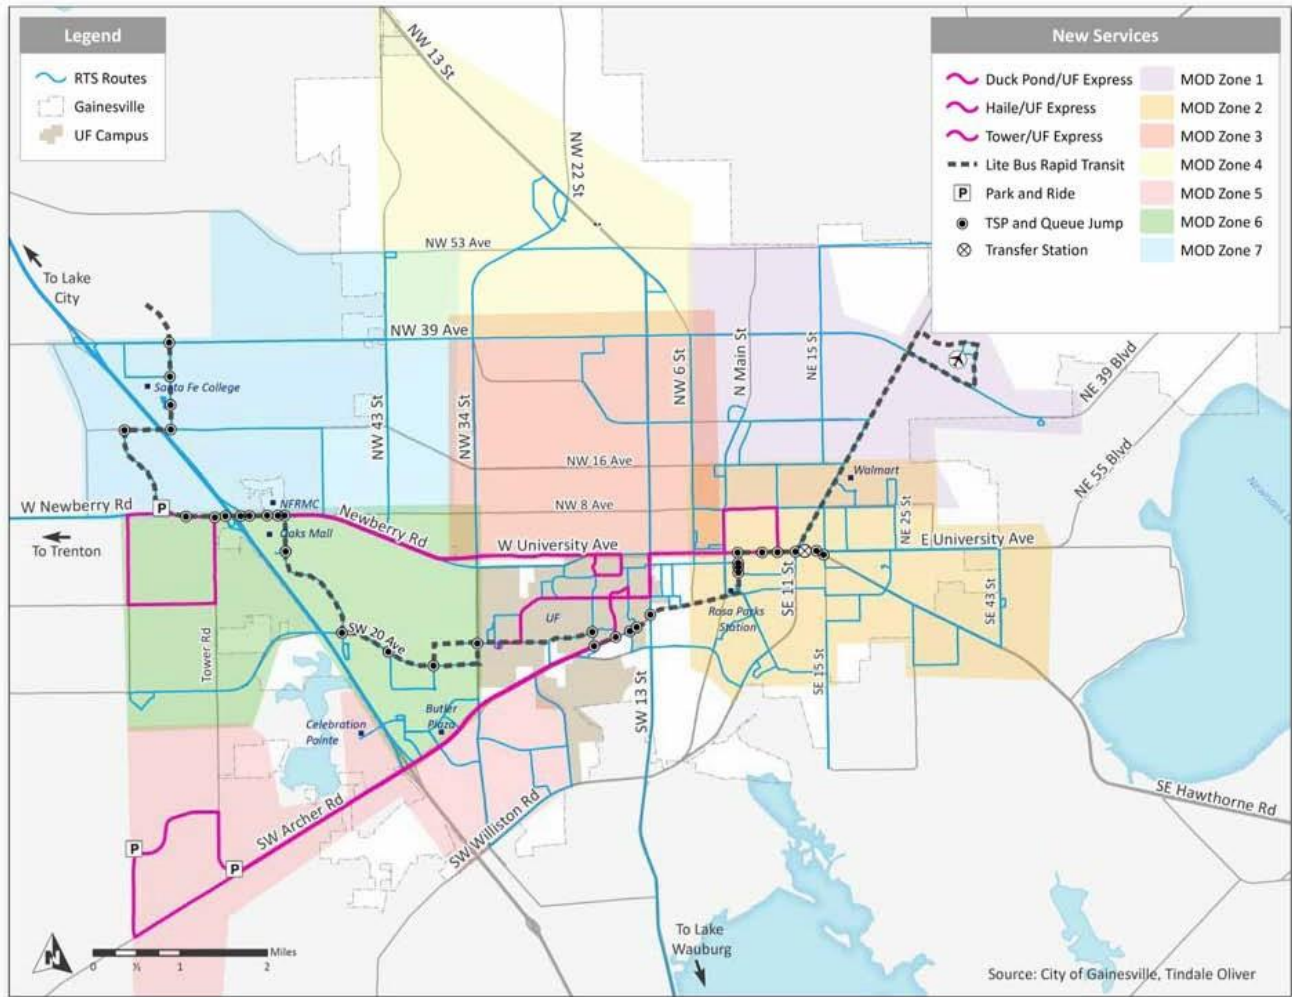 Legend
RTS Routes
Gainesville
UF Campus
New Services
Duck Pond/UF Express
Haile/UF Express
Tower/UF Express
Lite Bus Rapid Transit
P Park and Ride
TSP and Queue Jump
Transfer Station
MOD Zone 1
MOD Zone 2
MOD Zone 3
MOD Zone 4
MOD Zone 5
MOD Zone 6
MOD Zone 7
NW 13 St
NW 22 St
NW 53 Ave
To Lake
City
NW 39 Ave
Santa Fe College
NW 43 St
NW 34 St
NW 6 St
N Main St
NE 15 St
NE 39 Blvd
NE 55 Blvd
NW 16 Ave
Walmart
W Newberry Rd
P
NFRMC
NW 8 Ave
NE 25 St
To Trenton
Oaks Mall
Newberry Rd
W University Ave
E University Ave
SE 11 St
SE 43 St
UF
Rosa Parks
Station
SW 20 Ave
Tower Rd
SE 15 St
SW 13 St
Butler
Plaza
Celebration
Pointe
SW Archer Rd
SW Williston Rd
SE Hawthorne Rd
P
P
To Lake
Wauburg
N
Miles
0 ½ 1 2
Source: City of Gainesville, Tindale Oliver